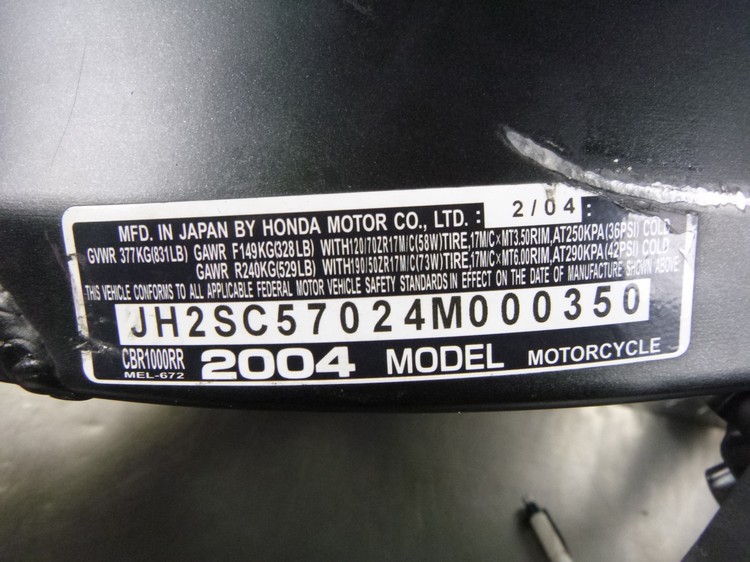 MFD. IN JAPAN BY HONDA MOTOR CO., LTD. : 2/04 :
GVWR 377KG(831LB) GAWR F149KG(328LB) WITH120/70ZR17M/C(58W)TIRE,17M/C×MT3.50RIM,AT250KPA(36PSI) COLD
GAWR R240KG(529LB) WITH190/50ZR17M/C(73W)TIRE,17M/C×MT6.00RIM,AT290KPA(42PSI) COLD
THIS VEHICLE CONFORMS TO ALL APPLICABLE FEDERAL MOTOR VEHICLE SAFETY STANDARDS IN EFFECT ON THE DATE OF MANUFACTURE SHOWN ABOVE
JH2SC57024M000350
CBR1000RR 2004 MODEL MOTORCYCLE
MEL-672